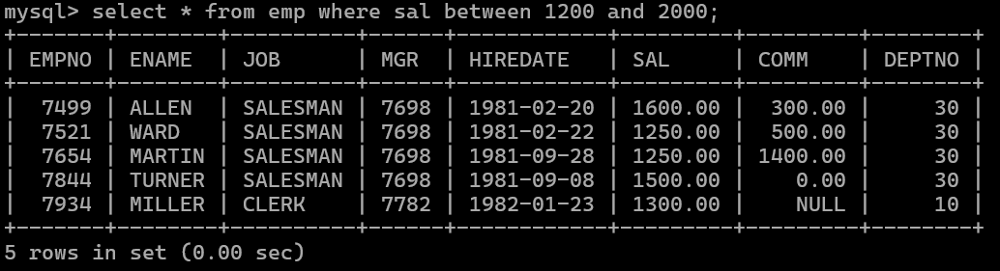 mysql> select * from emp where sal between 1200 and 2000;
+-------+--------+----------+------+------------+---------+---------+--------+
| EMPNO | ENAME  | JOB      | MGR  | HIREDATE   | SAL     | COMM    | DEPTNO |
+-------+--------+----------+------+------------+---------+---------+--------+
|  7499 | ALLEN  | SALESMAN | 7698 | 1981-02-20 | 1600.00 |  300.00 |     30 |
|  7521 | WARD   | SALESMAN | 7698 | 1981-02-22 | 1250.00 |  500.00 |     30 |
|  7654 | MARTIN | SALESMAN | 7698 | 1981-09-28 | 1250.00 | 1400.00 |     30 |
|  7844 | TURNER | SALESMAN | 7698 | 1981-09-08 | 1500.00 |    0.00 |     30 |
|  7934 | MILLER | CLERK    | 7782 | 1982-01-23 | 1300.00 |    NULL |     10 |
+-------+--------+----------+------+------------+---------+---------+--------+
5 rows in set (0.00 sec)